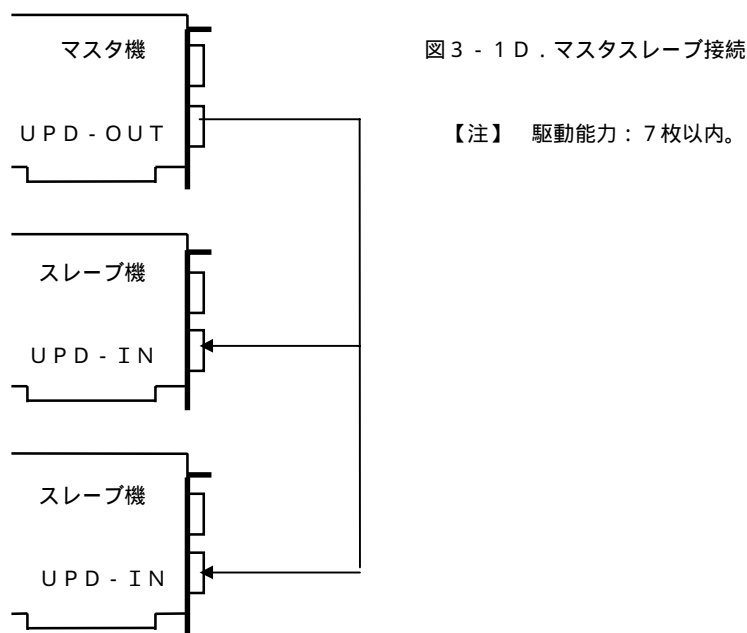 マスタ機
図３‐１Ｄ．マスタスレーブ接続
ＵＰＤ‐ＯＵＴ
【注】　駆動能力：７枚以内。
スレーブ機
ＵＰＤ‐ＩＮ
スレーブ機
ＵＰＤ‐ＩＮ